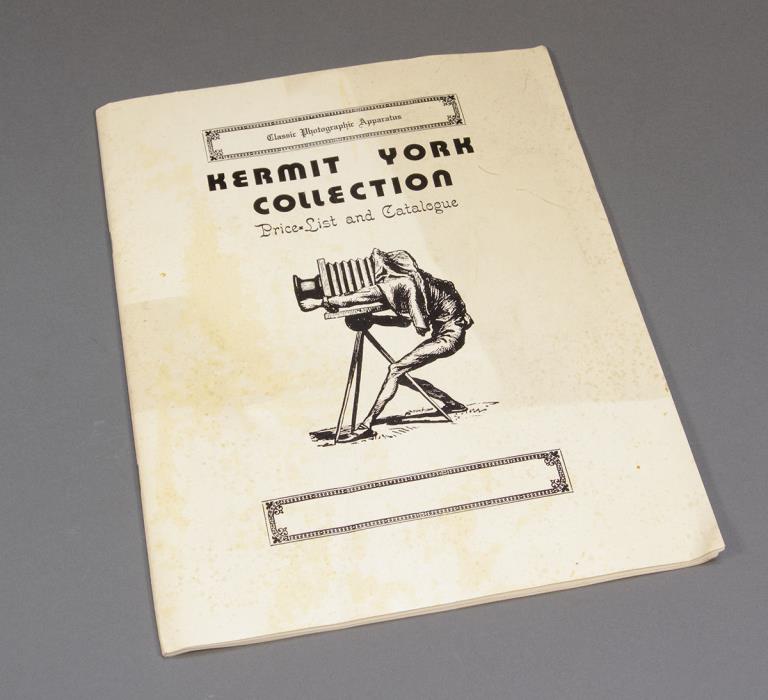 Classic Photographic Apparatus
KERMIT YORK
COLLECTION
Price-List and Catalogue